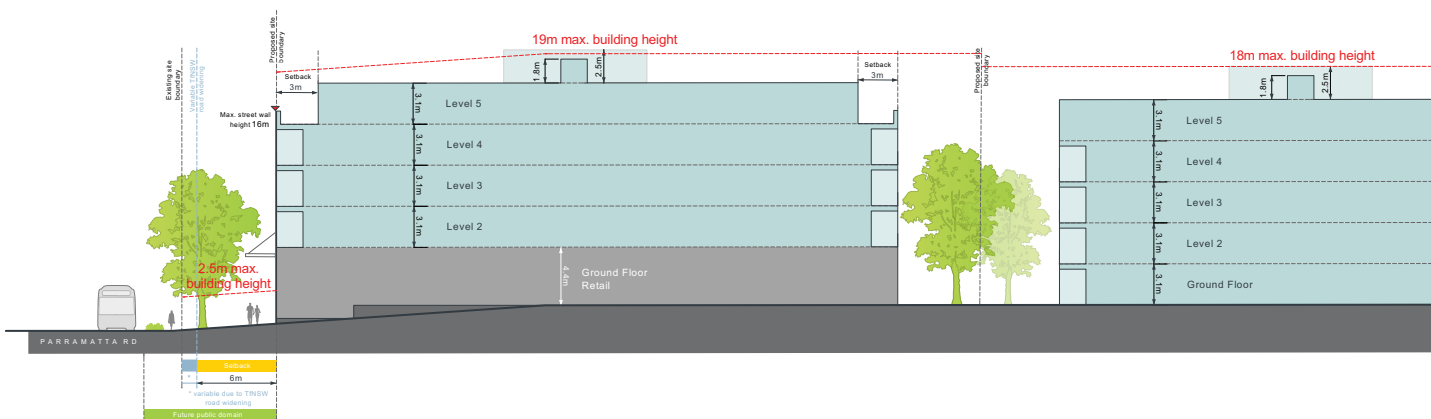 Existing site
boundary
Variable TfNSW
road widening
Proposed site
boundary
Setback
3m
Max. street wall
height 16m
19m max. building height
1.8m
2.5m
Setback
3m
3.1m
Level 5
3.1m
Level 4
3.1m
Level 3
3.1m
Level 2
4.4m
Ground Floor
Retail
2.5m max.
building height
Proposed site
boundary
18m max. building height
1.8m
2.5m
3.1m
Level 5
3.1m
Level 4
3.1m
Level 3
3.1m
Level 2
3.1m
Ground Floor
PARRAMATTA RD
Setback
*
6m
* variable due to TfNSW
road widening
Future public domain